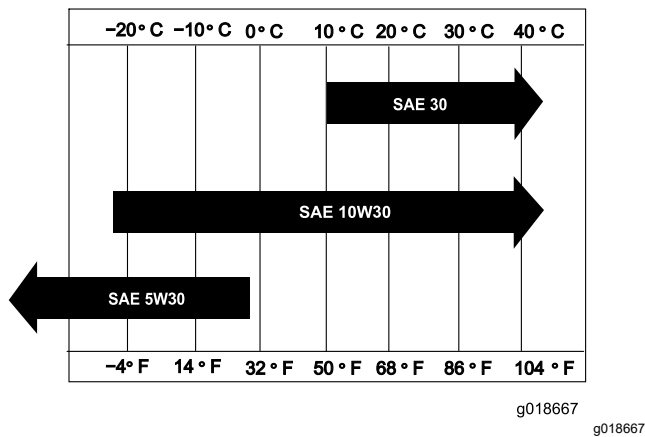 −20° C −10° C 0° C 10° C 20° C 30° C 40° C
SAE 30
SAE 10W30
SAE 5W30
−4° F 14° F 32° F 50° F 68° F 86° F 104 ° F
g018667
g018667